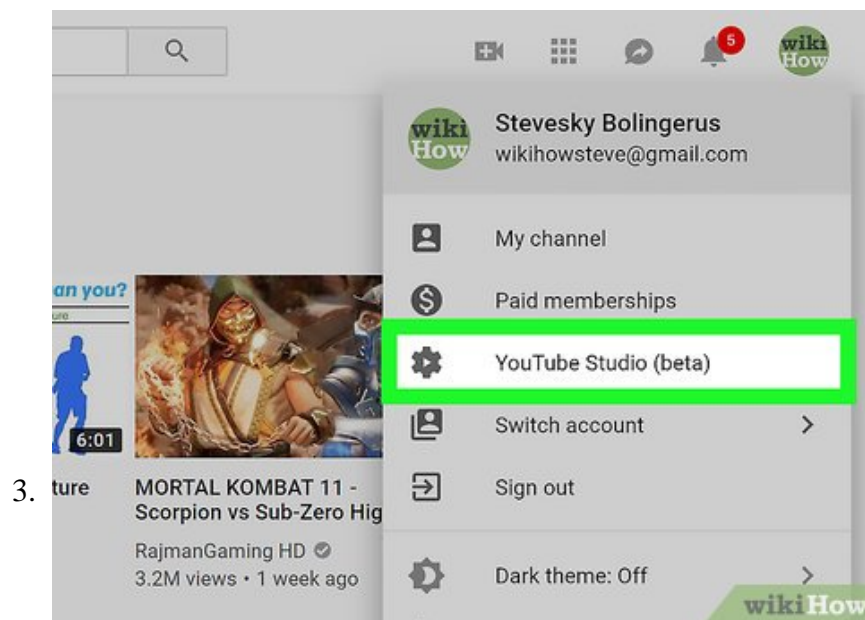 5
wiki
How
wiki
How
Stevesky Bolingerus
wikihowsteve@gmail.com
My channel
Paid memberships
an you?
YouTube Studio (beta)
6:01
Switch account
3.
ture
MORTAL KOMBAT 11 -
Scorpion vs Sub-Zero Hig
Sign out
RajmanGaming HD
3.2M views • 1 week ago
Dark theme: Off
wikiHow